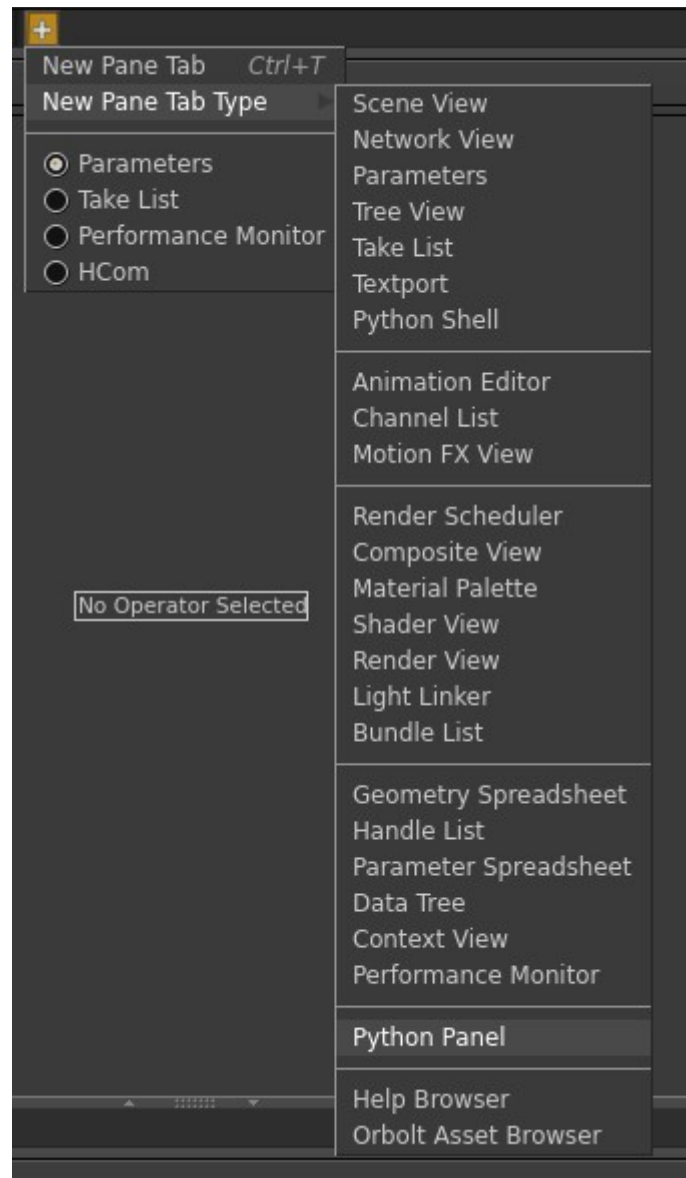 +
New Pane Tab Ctrl+T
New Pane Tab Type
Parameters
Take List
Performance Monitor
HCom
Scene View
Network View
Parameters
Tree View
Take List
Textport
Python Shell
Animation Editor
Channel List
Motion FX View
Render Scheduler
Composite View
Material Palette
Shader View
Render View
Light Linker
Bundle List
Geometry Spreadsheet
Handle List
Parameter Spreadsheet
Data Tree
Context View
Performance Monitor
Python Panel
Help Browser
Orbolt Asset Browser
No Operator Selected